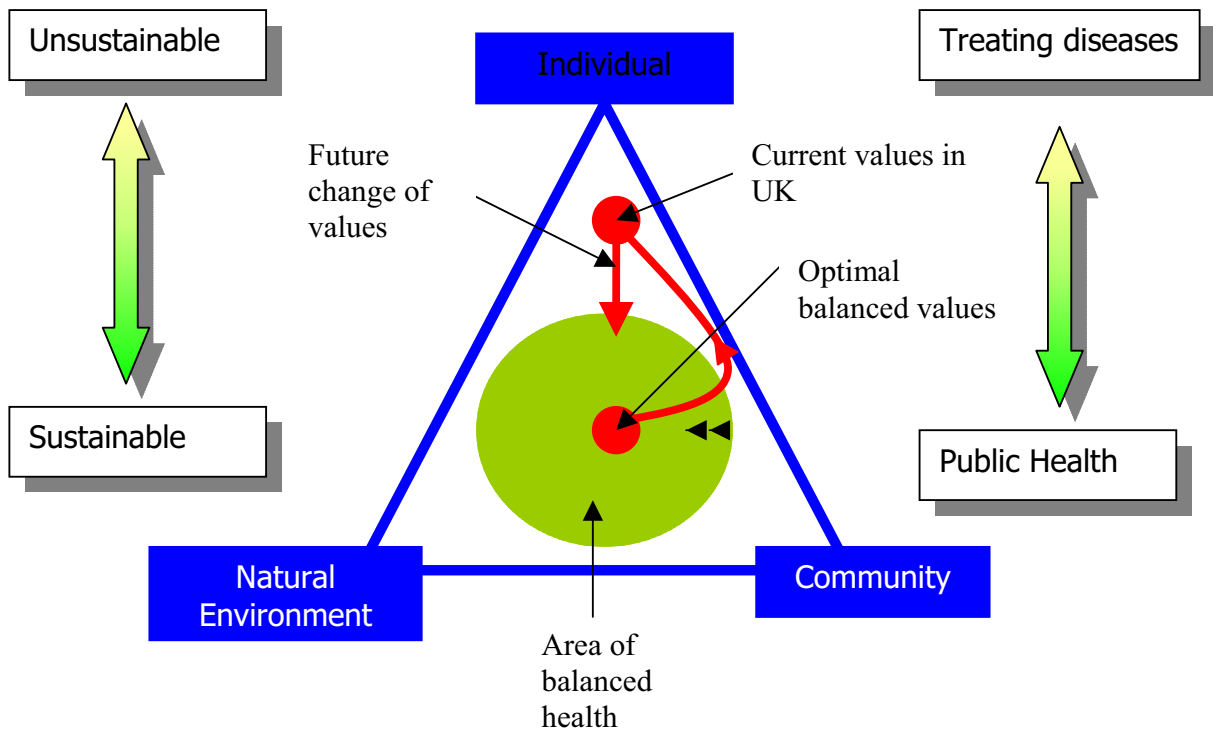 Unsustainable
Individual
Treating diseases
Future
change of
values
Current values in
UK
Optimal
balanced values
Sustainable
Public Health
Natural
Environment
Community
Area of
balanced
health